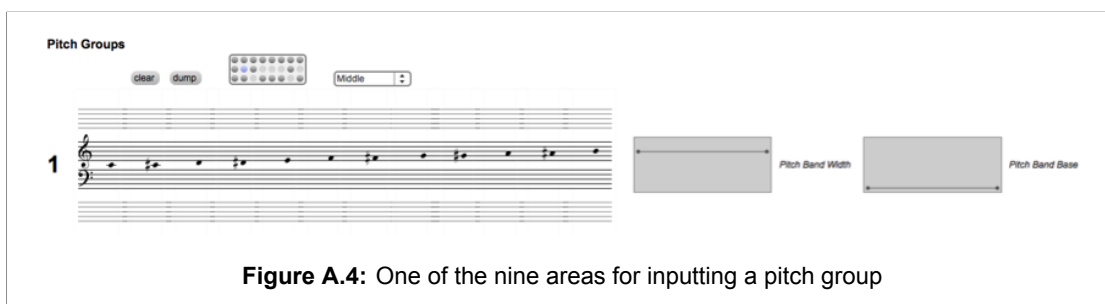 Pitch Groups
clear dump Middle
1 Pitch Band Width Pitch Band Base
Figure A.4: One of the nine areas for inputting a pitch group